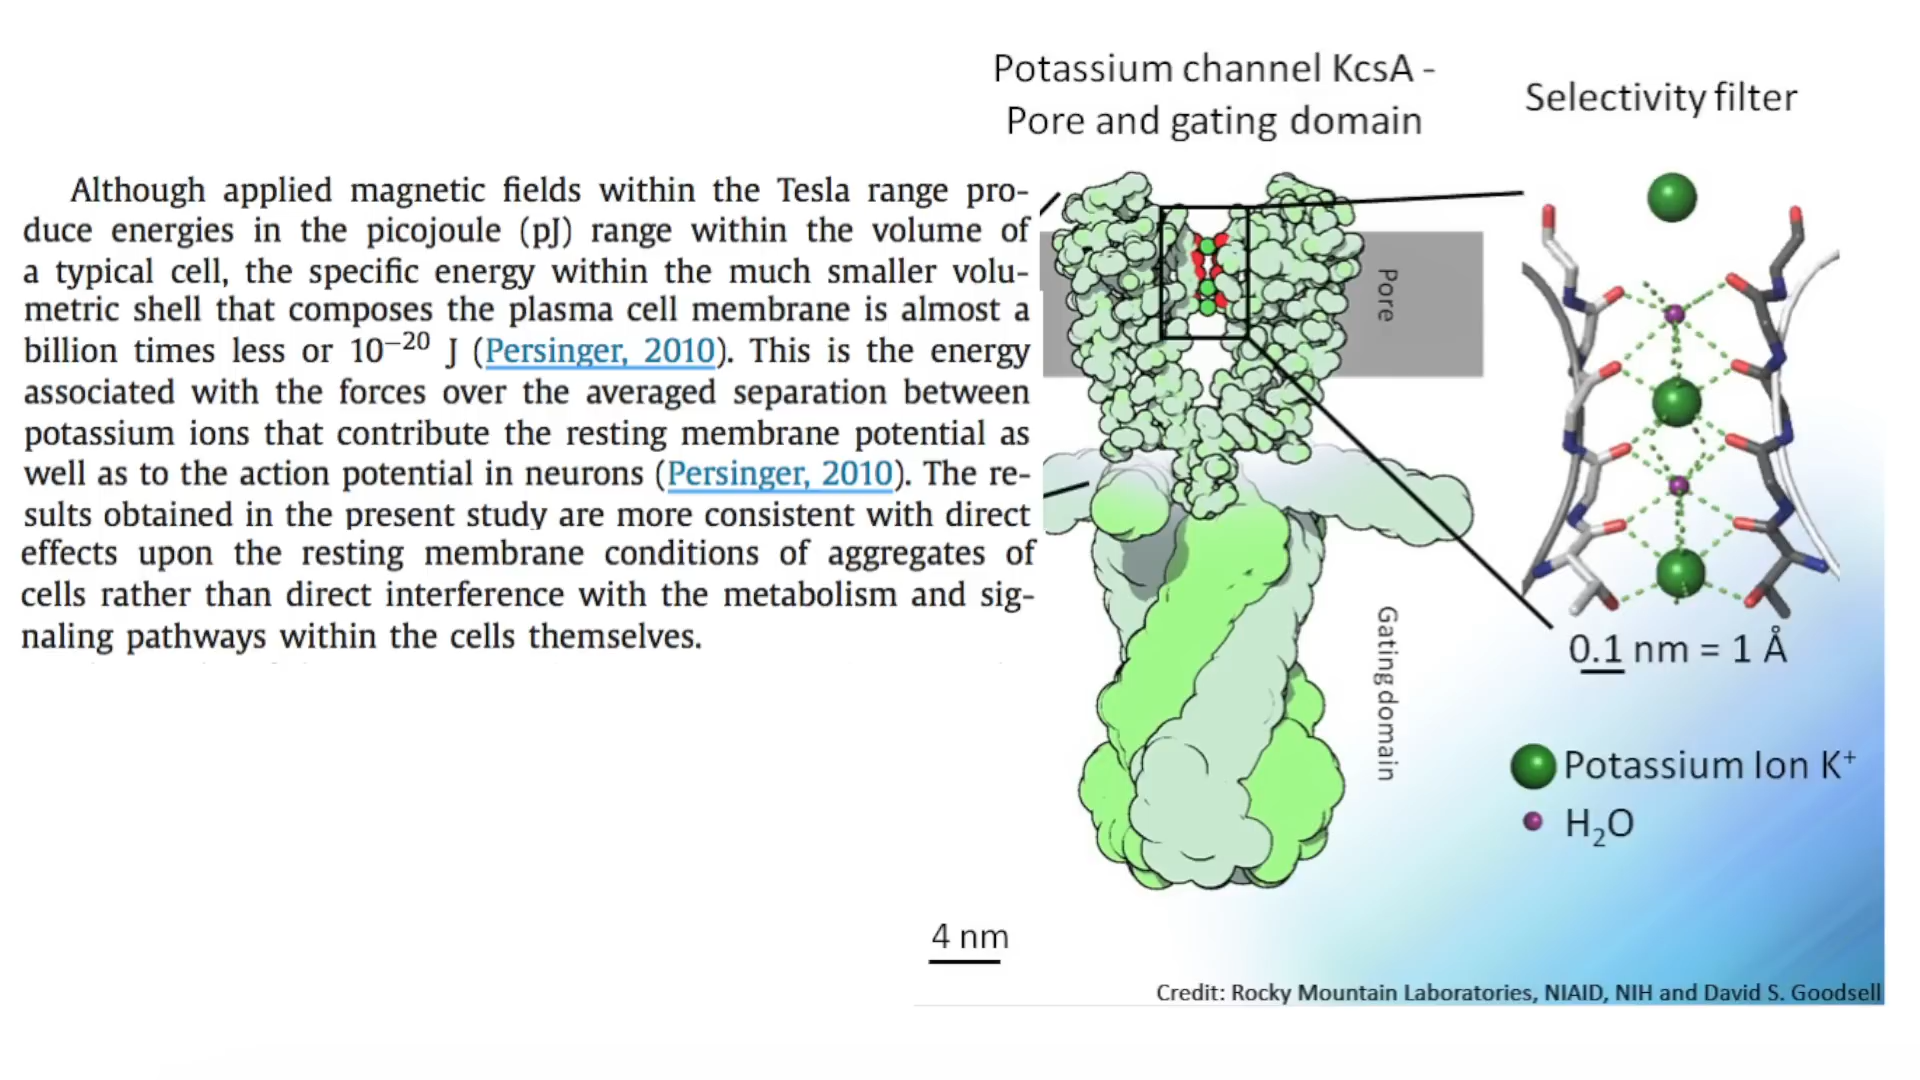 Potassium channel KcsA -
Pore and gating domain
Selectivity filter
Although applied magnetic fields within the Tesla range pro-
duce energies in the picojoule (pJ) range within the volume of
a typical cell, the specific energy within the much smaller volu-
metric shell that composes the plasma cell membrane is almost a
billion times less or 10⁻²⁰ J (Persinger, 2010). This is the energy
associated with the forces over the averaged separation between
potassium ions that contribute the resting membrane potential as
well as to the action potential in neurons (Persinger, 2010). The re-
sults obtained in the present study are more consistent with direct
effects upon the resting membrane conditions of aggregates of
cells rather than direct interference with the metabolism and sig-
naling pathways within the cells themselves.
Pore
Gating domain
0.1 nm = 1 Å
Potassium Ion K⁺
H₂O
4 nm
Credit: Rocky Mountain Laboratories, NIAID, NIH and David S. Goodsell